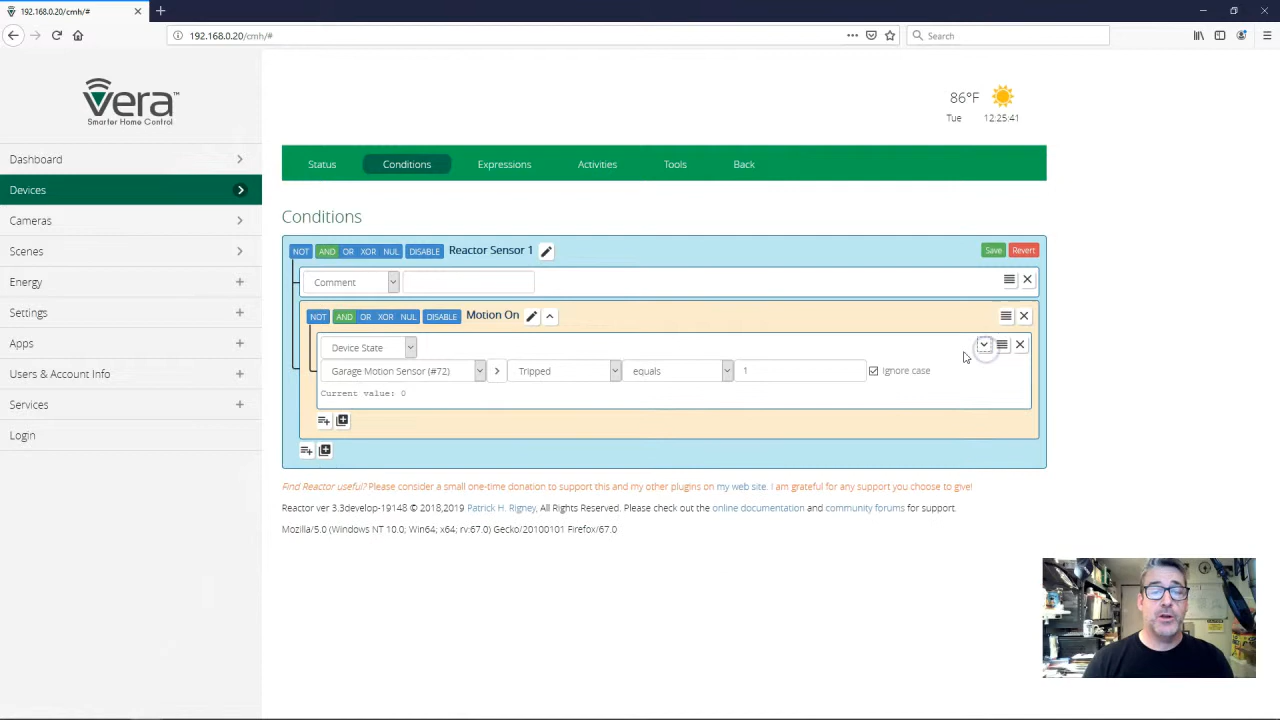 192.168.0.20/cmh/#
192.168.0.20/cmh/#
Search
vera™
Smarter Home Control
86°F
Tue 12:25:41
Dashboard
Devices
Cameras
Scenes
Energy
Settings
Apps
Users & Account Info
Services
Login
Status Conditions Expressions Activities Tools Back
Conditions
NOT AND OR XOR NUL DISABLE Reactor Sensor 1 Save Revert
Comment
NOT AND OR XOR NUL DISABLE Motion On
Device State
Garage Motion Sensor (#72) Tripped equals 1 Ignore case
Current value: 0
Find Reactor useful? Please consider a small one-time donation to support this and my other plugins on my web site. I am grateful for any support you choose to give!
Reactor ver 3.3develop-19148 © 2018,2019 Patrick H. Rigney, All Rights Reserved. Please check out the online documentation and community forums for support.
Mozilla/5.0 (Windows NT 10.0; Win64; x64; rv:67.0) Gecko/20100101 Firefox/67.0